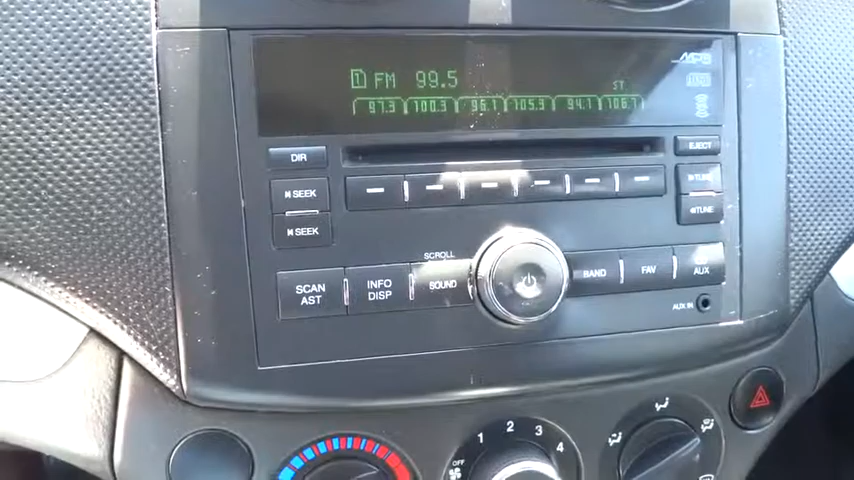 1 FM 99.5 ST
97.3 100.3 96.1 105.3 94.1 106.7
MP3
DIR
EJECT
SEEK
TUNE
SEEK
TUNE
SCROLL
SCAN
AST
INFO
DISP
SOUND
BAND
FAV
AUX
AUX IN
OFF
1
2
3
4